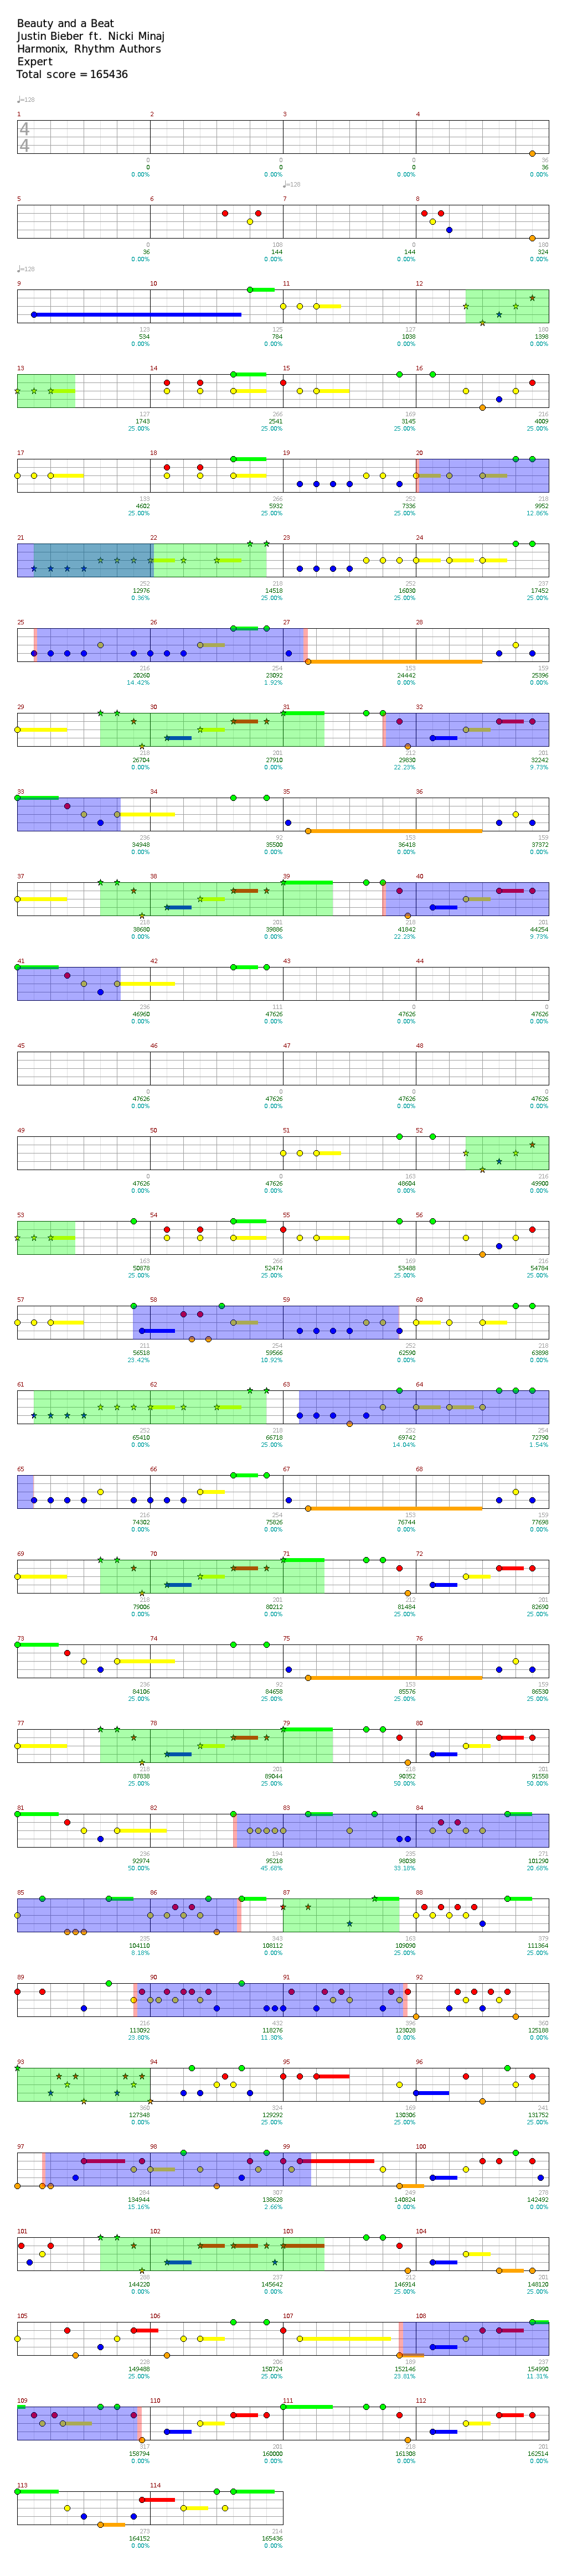 Beauty and a Beat
Justin Bieber ft. Nicki Minaj
Harmonix, Rhythm Authors
Expert
Total score = 165436
♩=126
1 2 3 4
4
4
0 0 0 36
0 0 0 36
0.00% 0.00% 0.00% 0.00%
♩=128
5 6 7 8
0 108 0 180
36 144 144 324
0.00% 0.00% 0.00% 0.00%
♩=128
9 10 11 12
123 125 127 180
534 784 1038 1398
0.00% 0.00% 0.00% 0.00%
13 14 15 16
127 266 169 216
1743 2541 3145 4009
25.00% 25.00% 25.00% 25.00%
17 18 19 20
133 266 252 218
4602 5932 7336 9952
25.00% 25.00% 25.00% 12.86%
21 22 23 24
252 218 252 237
12976 14518 16030 17452
0.36% 25.00% 25.00% 25.00%
25 26 27 28
216 254 153 159
20260 23092 24442 25396
14.42% 1.92% 0.00% 0.00%
29 30 31 32
218 201 212 201
26704 27910 29830 32242
0.00% 0.00% 22.23% 9.73%
33 34 35 36
236 92 153 159
34948 35500 36418 37372
0.00% 0.00% 0.00% 0.00%
37 38 39 40
218 201 218 201
38680 39886 41842 44254
0.00% 0.00% 22.23% 9.73%
41 42 43 44
236 111 0 0
46960 47626 47626 47626
0.00% 0.00% 0.00% 0.00%
45 46 47 48
0 0 0 0
47626 47626 47626 47626
0.00% 0.00% 0.00% 0.00%
49 50 51 52
0 0 163 216
47626 47626 48604 49900
0.00% 0.00% 0.00% 0.00%
53 54 55 56
163 266 169 216
50878 52474 53488 54784
25.00% 25.00% 25.00% 25.00%
57 58 59 60
211 254 252 218
56518 59566 62590 63898
23.42% 10.92% 0.00% 0.00%
61 62 63 64
252 218 252 254
65410 66718 69742 72790
0.00% 25.00% 14.04% 1.54%
65 66 67 68
216 254 153 159
74302 75826 76744 77698
0.00% 0.00% 0.00% 0.00%
69 70 71 72
218 201 212 201
79006 80212 81484 82690
0.00% 0.00% 25.00% 25.00%
73 74 75 76
236 92 153 159
84106 84658 85576 86530
25.00% 25.00% 25.00% 25.00%
77 78 79 80
218 201 218 201
87838 89044 90352 91558
25.00% 25.00% 50.00% 50.00%
81 82 83 84
236 194 235 271
92974 95218 98038 101290
50.00% 45.68% 33.18% 20.68%
85 86 87 88
235 343 163 379
104110 108112 109090 111364
8.18% 0.00% 25.00% 25.00%
89 90 91 92
216 432 396 360
113092 118276 123028 125188
23.80% 11.30% 0.00% 0.00%
93 94 95 96
360 324 169 241
127348 129292 130306 131752
25.00% 25.00% 25.00% 25.00%
97 98 99 100
284 307 249 278
134944 138628 140824 142492
15.16% 2.66% 0.00% 0.00%
101 102 103 104
288 237 212 201
144220 145642 146914 148120
0.00% 0.00% 25.00% 25.00%
105 106 107 108
228 206 189 237
149488 150724 152146 154990
25.00% 25.00% 23.81% 11.31%
109 110 111 112
317 201 218 201
158794 160000 161308 162514
0.00% 0.00% 0.00% 0.00%
113 114
273 214
164152 165436
0.00% 0.00%